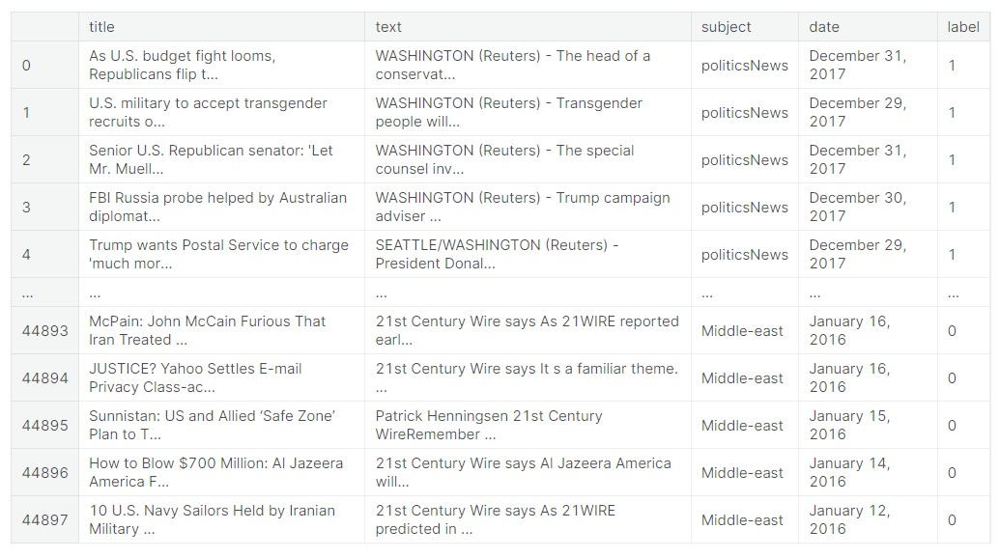 title text subject date label
0 As U.S. budget fight looms, WASHINGTON (Reuters) - The head of a politicsNews December 31, 1
Republicans flip t... conservat... 2017
1 U.S. military to accept transgender WASHINGTON (Reuters) - Transgender politicsNews December 29, 1
recruits o... people will... 2017
2 Senior U.S. Republican senator: 'Let WASHINGTON (Reuters) - The special politicsNews December 31, 1
Mr. Muell... counsel inv... 2017
3 FBI Russia probe helped by Australian WASHINGTON (Reuters) - Trump campaign politicsNews December 30, 1
diplomat... adviser ... 2017
4 Trump wants Postal Service to charge SEATTLE/WASHINGTON (Reuters) - politicsNews December 29, 1
'much mor... President Donal... 2017
... ... ... ... ... ...
44893 McPain: John McCain Furious That 21st Century Wire says As 21WIRE reported Middle-east January 16, 0
Iran Treated ... earl... 2016
44894 JUSTICE? Yahoo Settles E-mail 21st Century Wire says It s a familiar theme. Middle-east January 16, 0
Privacy Class-ac... ... 2016
44895 Sunnistan: US and Allied ‘Safe Zone’ Patrick Henningsen 21st Century Middle-east January 15, 0
Plan to T... WireRemember ... 2016
44896 How to Blow $700 Million: Al Jazeera 21st Century Wire says Al Jazeera America Middle-east January 14, 0
America F... will... 2016
44897 10 U.S. Navy Sailors Held by Iranian 21st Century Wire says As 21WIRE Middle-east January 12, 0
Military ... predicted in ... 2016